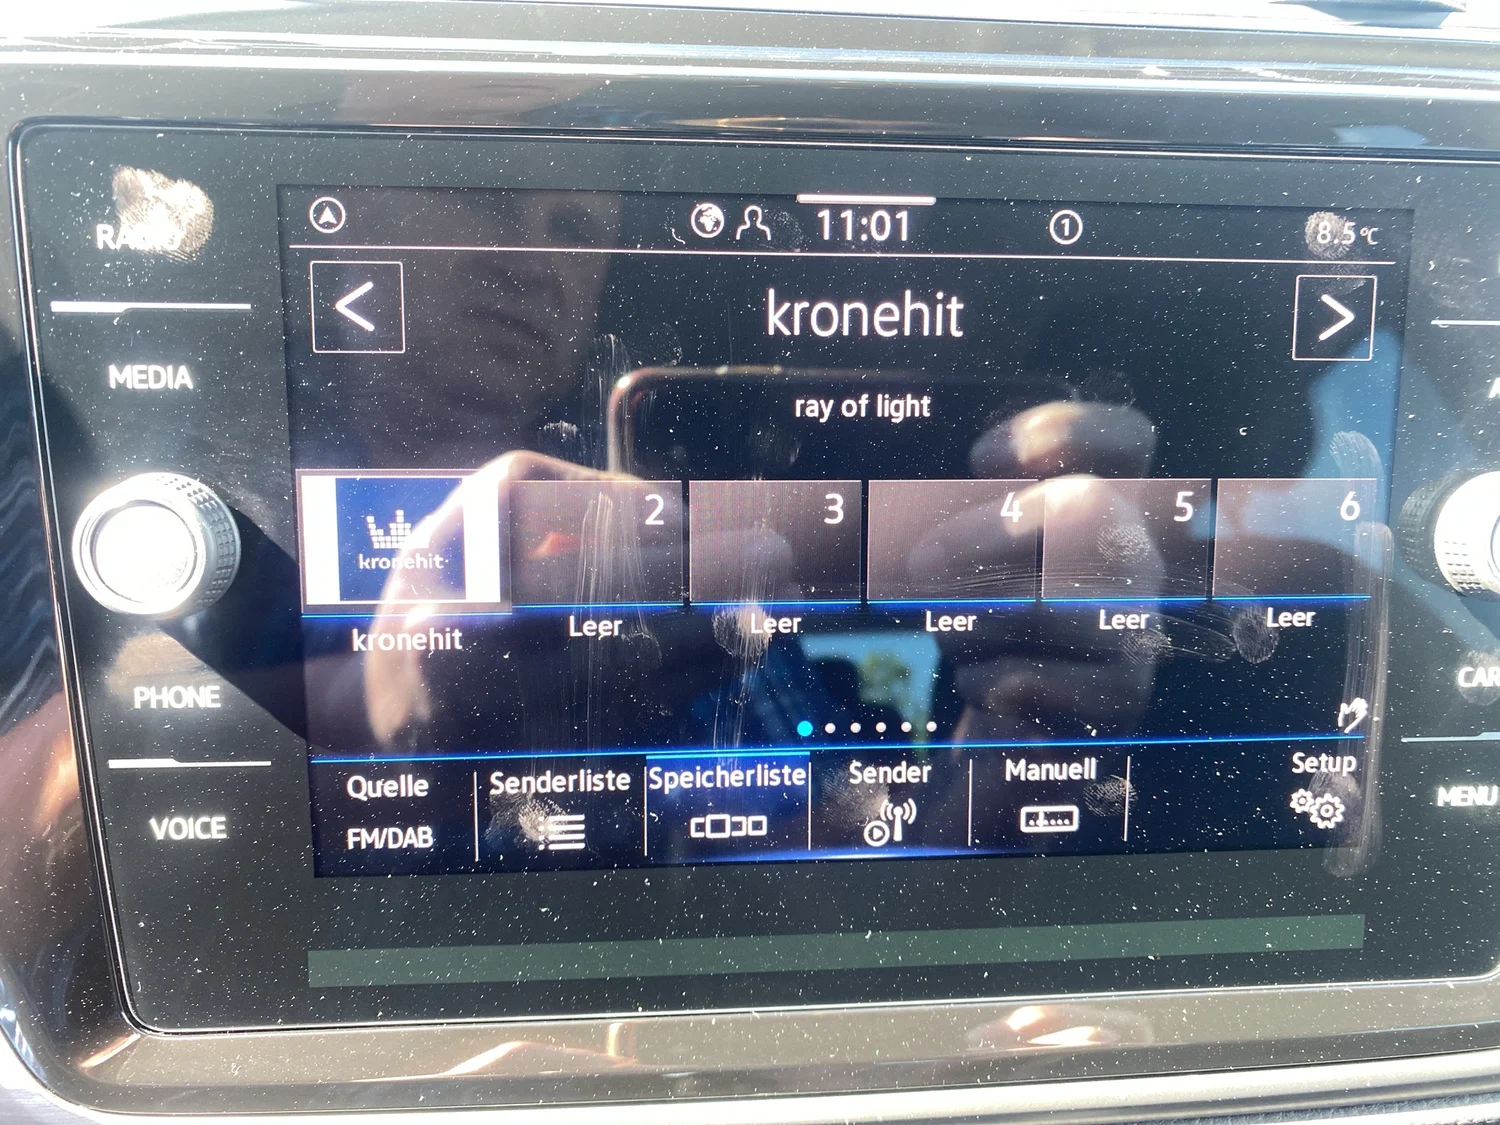 RADIO
MEDIA
PHONE
VOICE
11:01
1
8.5 °C
kronehit
ray of light
kronehit
2
3
4
5
6
kronehit
Leer
Leer
Leer
Leer
Leer
Quelle
FM/DAB
Senderliste
Speicherliste
Sender
Manuell
Setup
CAR
MENU